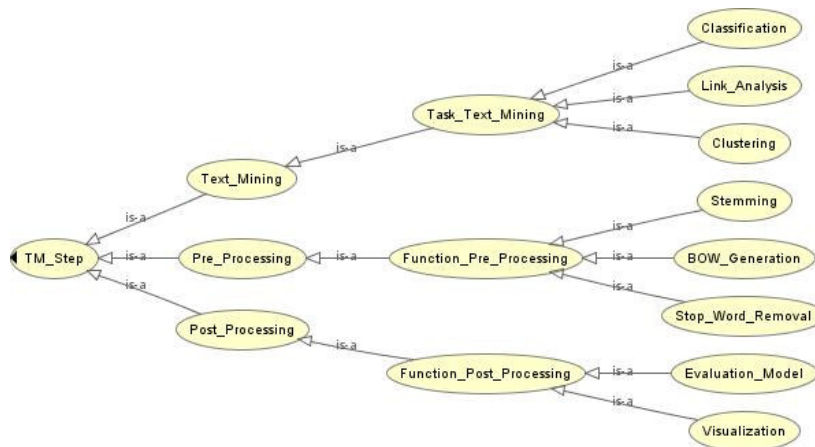 Classification
is-a
Link_Analysis
is-a
Task_Text_Mining
is-a
Clustering
is-a
Text_Mining
Stemming
is-a
is-a
TM_Step
is-a
Pre_Processing
is-a
Function_Pre_Processing
is-a
BOW_Generation
is-a
is-a
Stop_Word_Removal
Post_Processing
is-a
Function_Post_Processing
is-a
Evaluation_Model
is-a
Visualization